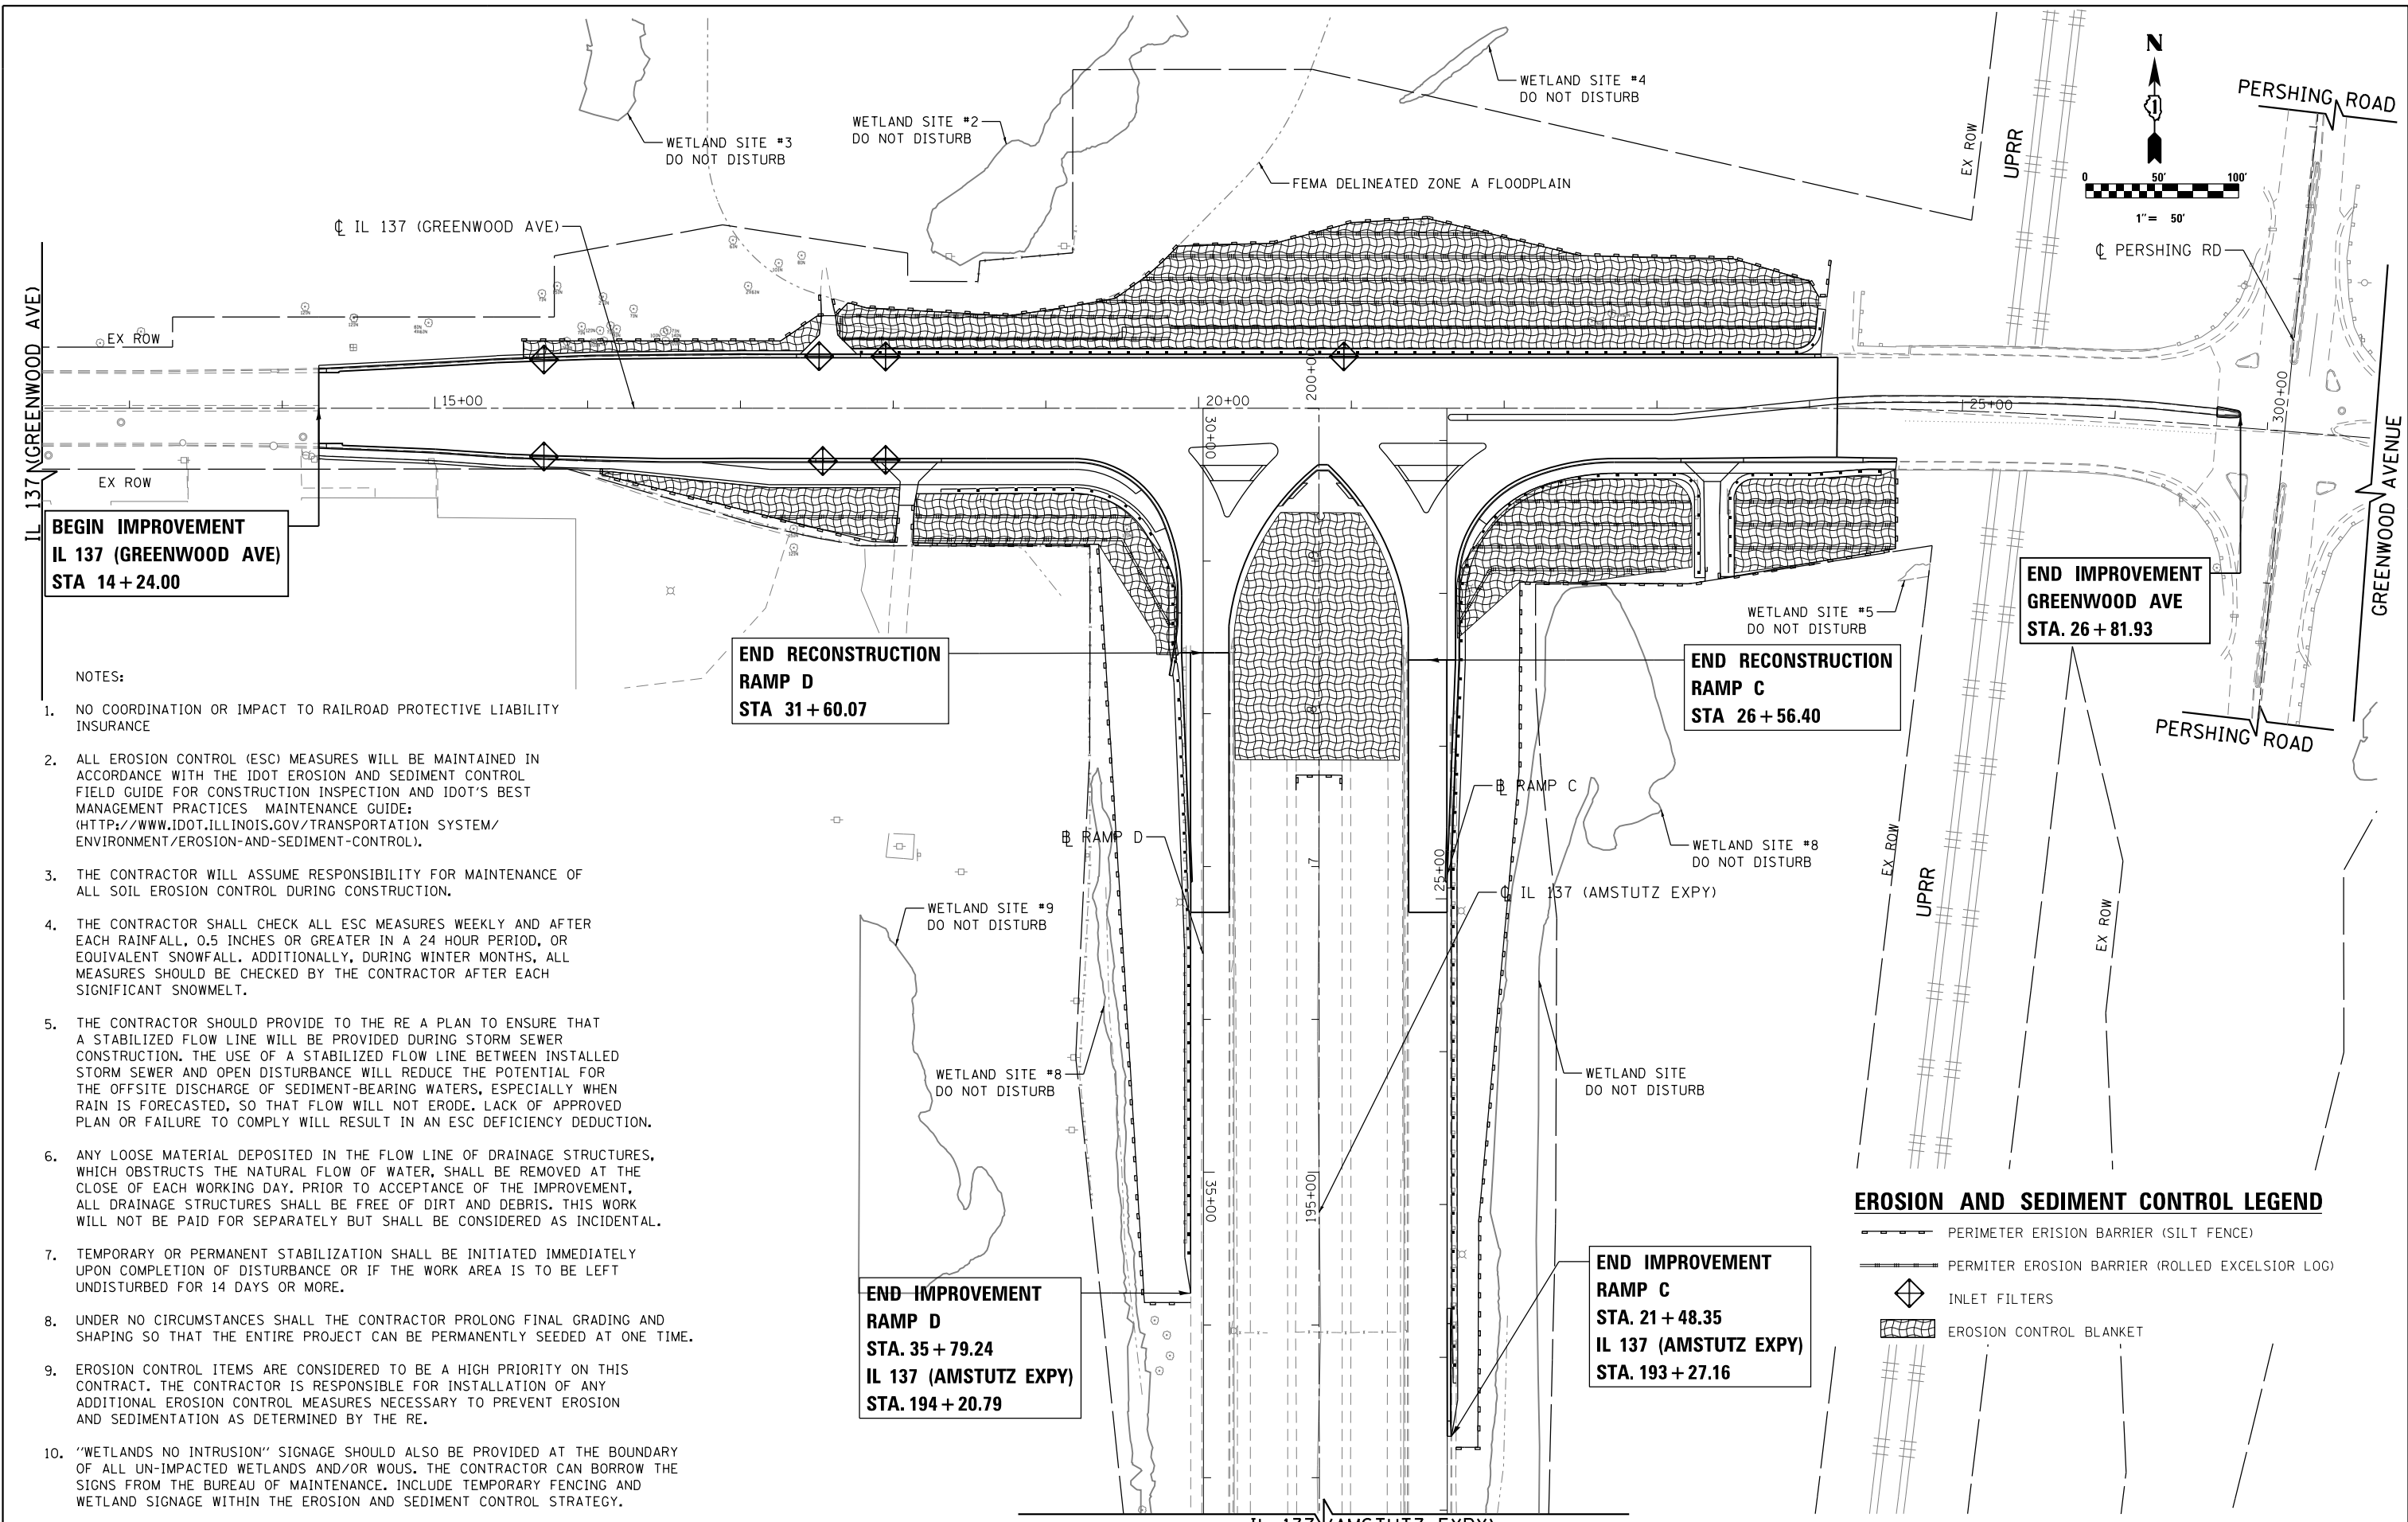 WETLAND SITE #3
DO NOT DISTURB
WETLAND SITE #2
DO NOT DISTURB
WETLAND SITE #4
DO NOT DISTURB
FEMA DELINEATED ZONE A FLOODPLAIN
EX ROW
UPRR
N
1
0 50' 100'
1"= 50'
PERSHING ROAD
℄ PERSHING RD
℄ IL 137 (GREENWOOD AVE)
IL 137 (GREENWOOD AVE)
EX ROW
15+00
20+00
200+00
25+00
300+00
30+00
EX ROW
GREENWOOD AVENUE
BEGIN IMPROVEMENT
IL 137 (GREENWOOD AVE)
STA 14+24.00
END IMPROVEMENT
GREENWOOD AVE
STA. 26+81.93
WETLAND SITE #5
DO NOT DISTURB
END RECONSTRUCTION
RAMP D
STA 31+60.07
END RECONSTRUCTION
RAMP C
STA 26+56.40
PERSHING ROAD
NOTES:
1. NO COORDINATION OR IMPACT TO RAILROAD PROTECTIVE LIABILITY
INSURANCE
2. ALL EROSION CONTROL (ESC) MEASURES WILL BE MAINTAINED IN
ACCORDANCE WITH THE IDOT EROSION AND SEDIMENT CONTROL
FIELD GUIDE FOR CONSTRUCTION INSPECTION AND IDOT'S BEST
MANAGEMENT PRACTICES MAINTENANCE GUIDE:
(HTTP://WWW.IDOT.ILLINOIS.GOV/TRANSPORTATION SYSTEM/
ENVIRONMENT/EROSION-AND-SEDIMENT-CONTROL).
3. THE CONTRACTOR WILL ASSUME RESPONSIBILITY FOR MAINTENANCE OF
ALL SOIL EROSION CONTROL DURING CONSTRUCTION.
4. THE CONTRACTOR SHALL CHECK ALL ESC MEASURES WEEKLY AND AFTER
EACH RAINFALL, 0.5 INCHES OR GREATER IN A 24 HOUR PERIOD, OR
EQUIVALENT SNOWFALL. ADDITIONALLY, DURING WINTER MONTHS, ALL
MEASURES SHOULD BE CHECKED BY THE CONTRACTOR AFTER EACH
SIGNIFICANT SNOWMELT.
5. THE CONTRACTOR SHOULD PROVIDE TO THE RE A PLAN TO ENSURE THAT
A STABILIZED FLOW LINE WILL BE PROVIDED DURING STORM SEWER
CONSTRUCTION. THE USE OF A STABILIZED FLOW LINE BETWEEN INSTALLED
STORM SEWER AND OPEN DISTURBANCE WILL REDUCE THE POTENTIAL FOR
THE OFFSITE DISCHARGE OF SEDIMENT-BEARING WATERS, ESPECIALLY WHEN
RAIN IS FORECASTED, SO THAT FLOW WILL NOT ERODE. LACK OF APPROVED
PLAN OR FAILURE TO COMPLY WILL RESULT IN AN ESC DEFICIENCY DEDUCTION.
6. ANY LOOSE MATERIAL DEPOSITED IN THE FLOW LINE OF DRAINAGE STRUCTURES,
WHICH OBSTRUCTS THE NATURAL FLOW OF WATER, SHALL BE REMOVED AT THE
CLOSE OF EACH WORKING DAY. PRIOR TO ACCEPTANCE OF THE IMPROVEMENT,
ALL DRAINAGE STRUCTURES SHALL BE FREE OF DIRT AND DEBRIS. THIS WORK
WILL NOT BE PAID FOR SEPARATELY BUT SHALL BE CONSIDERED AS INCIDENTAL.
7. TEMPORARY OR PERMANENT STABILIZATION SHALL BE INITIATED IMMEDIATELY
UPON COMPLETION OF DISTURBANCE OR IF THE WORK AREA IS TO BE LEFT
UNDISTURBED FOR 14 DAYS OR MORE.
8. UNDER NO CIRCUMSTANCES SHALL THE CONTRACTOR PROLONG FINAL GRADING AND
SHAPING SO THAT THE ENTIRE PROJECT CAN BE PERMANENTLY SEEDED AT ONE TIME.
9. EROSION CONTROL ITEMS ARE CONSIDERED TO BE A HIGH PRIORITY ON THIS
CONTRACT. THE CONTRACTOR IS RESPONSIBLE FOR INSTALLATION OF ANY
ADDITIONAL EROSION CONTROL MEASURES NECESSARY TO PREVENT EROSION
AND SEDIMENTATION AS DETERMINED BY THE RE.
10. "WETLANDS NO INTRUSION" SIGNAGE SHOULD ALSO BE PROVIDED AT THE BOUNDARY
OF ALL UN-IMPACTED WETLANDS AND/OR WOUS. THE CONTRACTOR CAN BORROW THE
SIGNS FROM THE BUREAU OF MAINTENANCE. INCLUDE TEMPORARY FENCING AND
WETLAND SIGNAGE WITHIN THE EROSION AND SEDIMENT CONTROL STRATEGY.
BL RAMP C
BL RAMP D
7
25+00
℄ IL 137 (AMSTUTZ EXPY)
WETLAND SITE #8
DO NOT DISTURB
WETLAND SITE #9
DO NOT DISTURB
EX ROW
UPRR
EX ROW
WETLAND SITE #8
DO NOT DISTURB
WETLAND SITE
DO NOT DISTURB
35+00
195+00
END IMPROVEMENT
RAMP D
STA. 35+79.24
IL 137 (AMSTUTZ EXPY)
STA. 194+20.79
END IMPROVEMENT
RAMP C
STA. 21+48.35
IL 137 (AMSTUTZ EXPY)
STA. 193+27.16
EROSION AND SEDIMENT CONTROL LEGEND
PERIMETER ERISION BARRIER (SILT FENCE)
PERMITER EROSION BARRIER (ROLLED EXCELSIOR LOG)
INLET FILTERS
EROSION CONTROL BLANKET
IL 137 (AMSTUTZ EXPY)